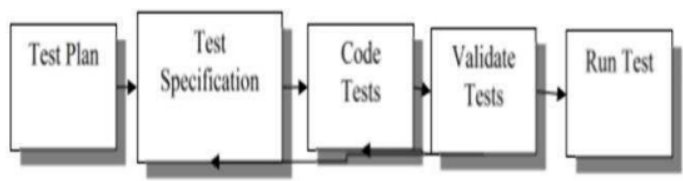 Test Plan
Test
Specification
Code
Tests
Validate
Tests
Run Test